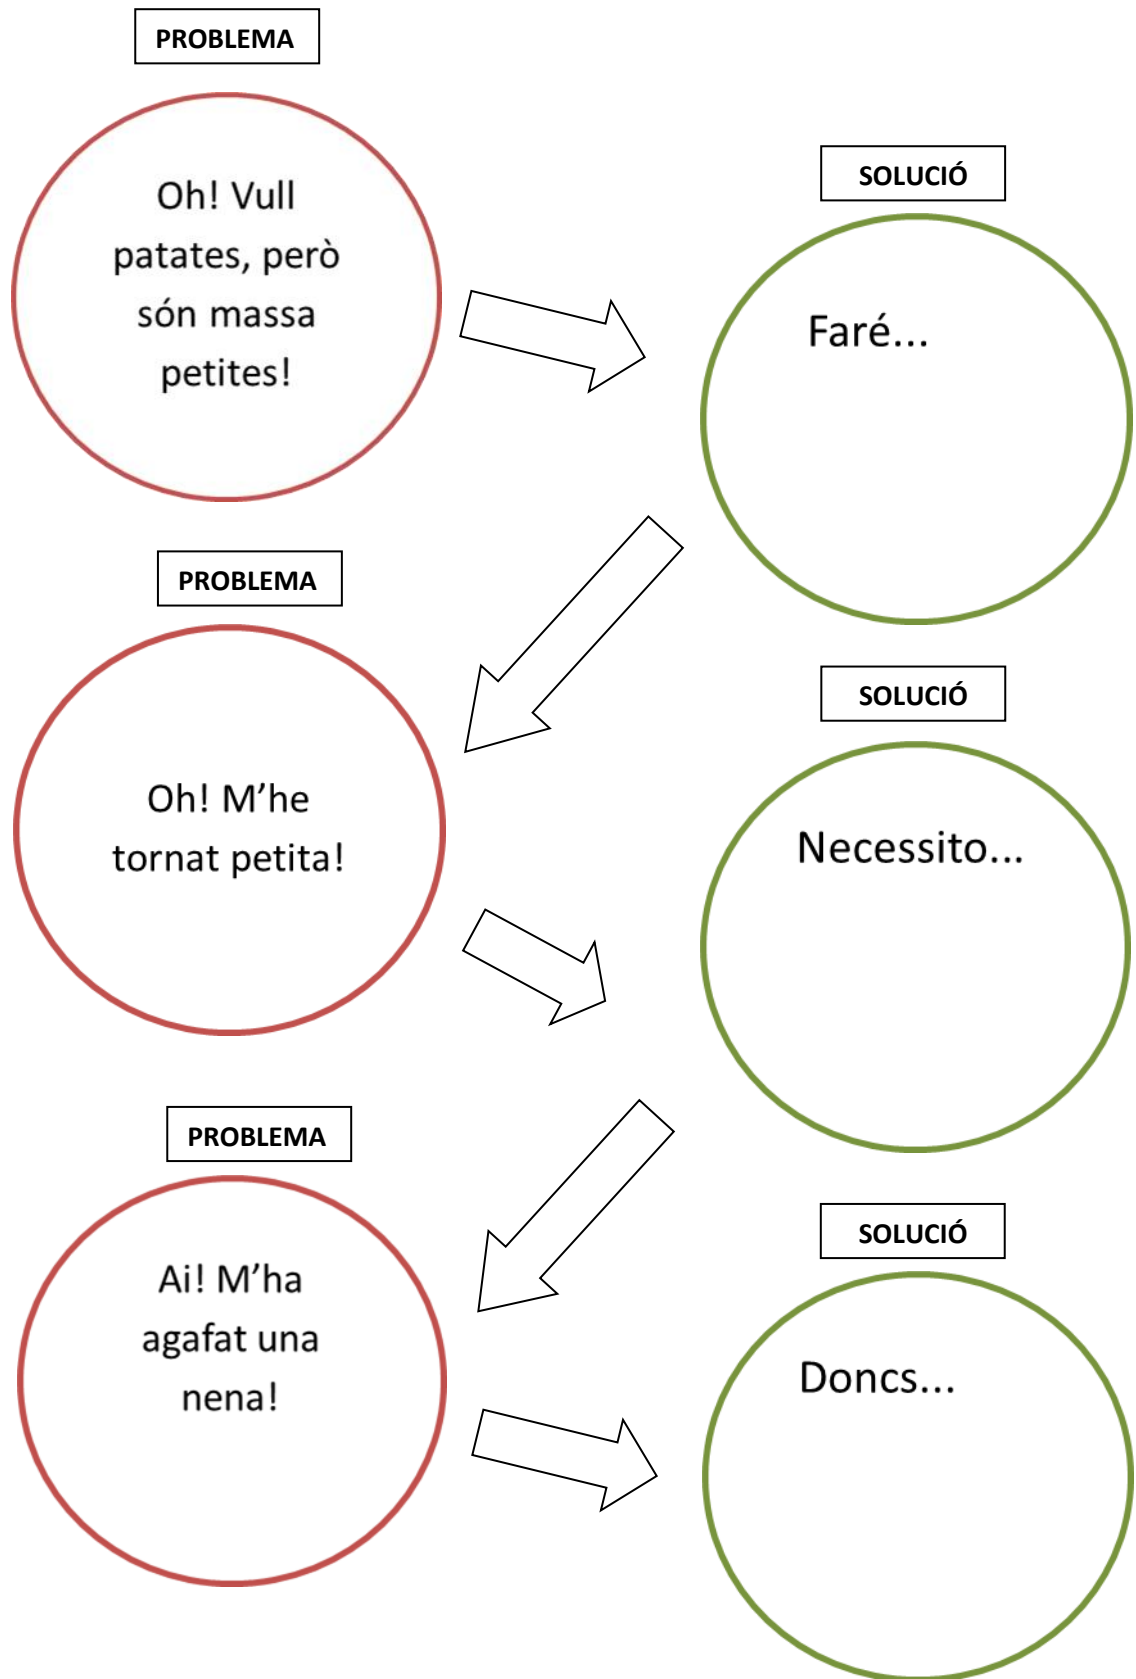 PROBLEMA
Oh! Vull
patates, però
són massa
petites!
SOLUCIÓ
Faré...
PROBLEMA
Oh! M’he
tornat petita!
SOLUCIÓ
Necessito...
PROBLEMA
Ai! M’ha
agafat una
nena!
SOLUCIÓ
Doncs...